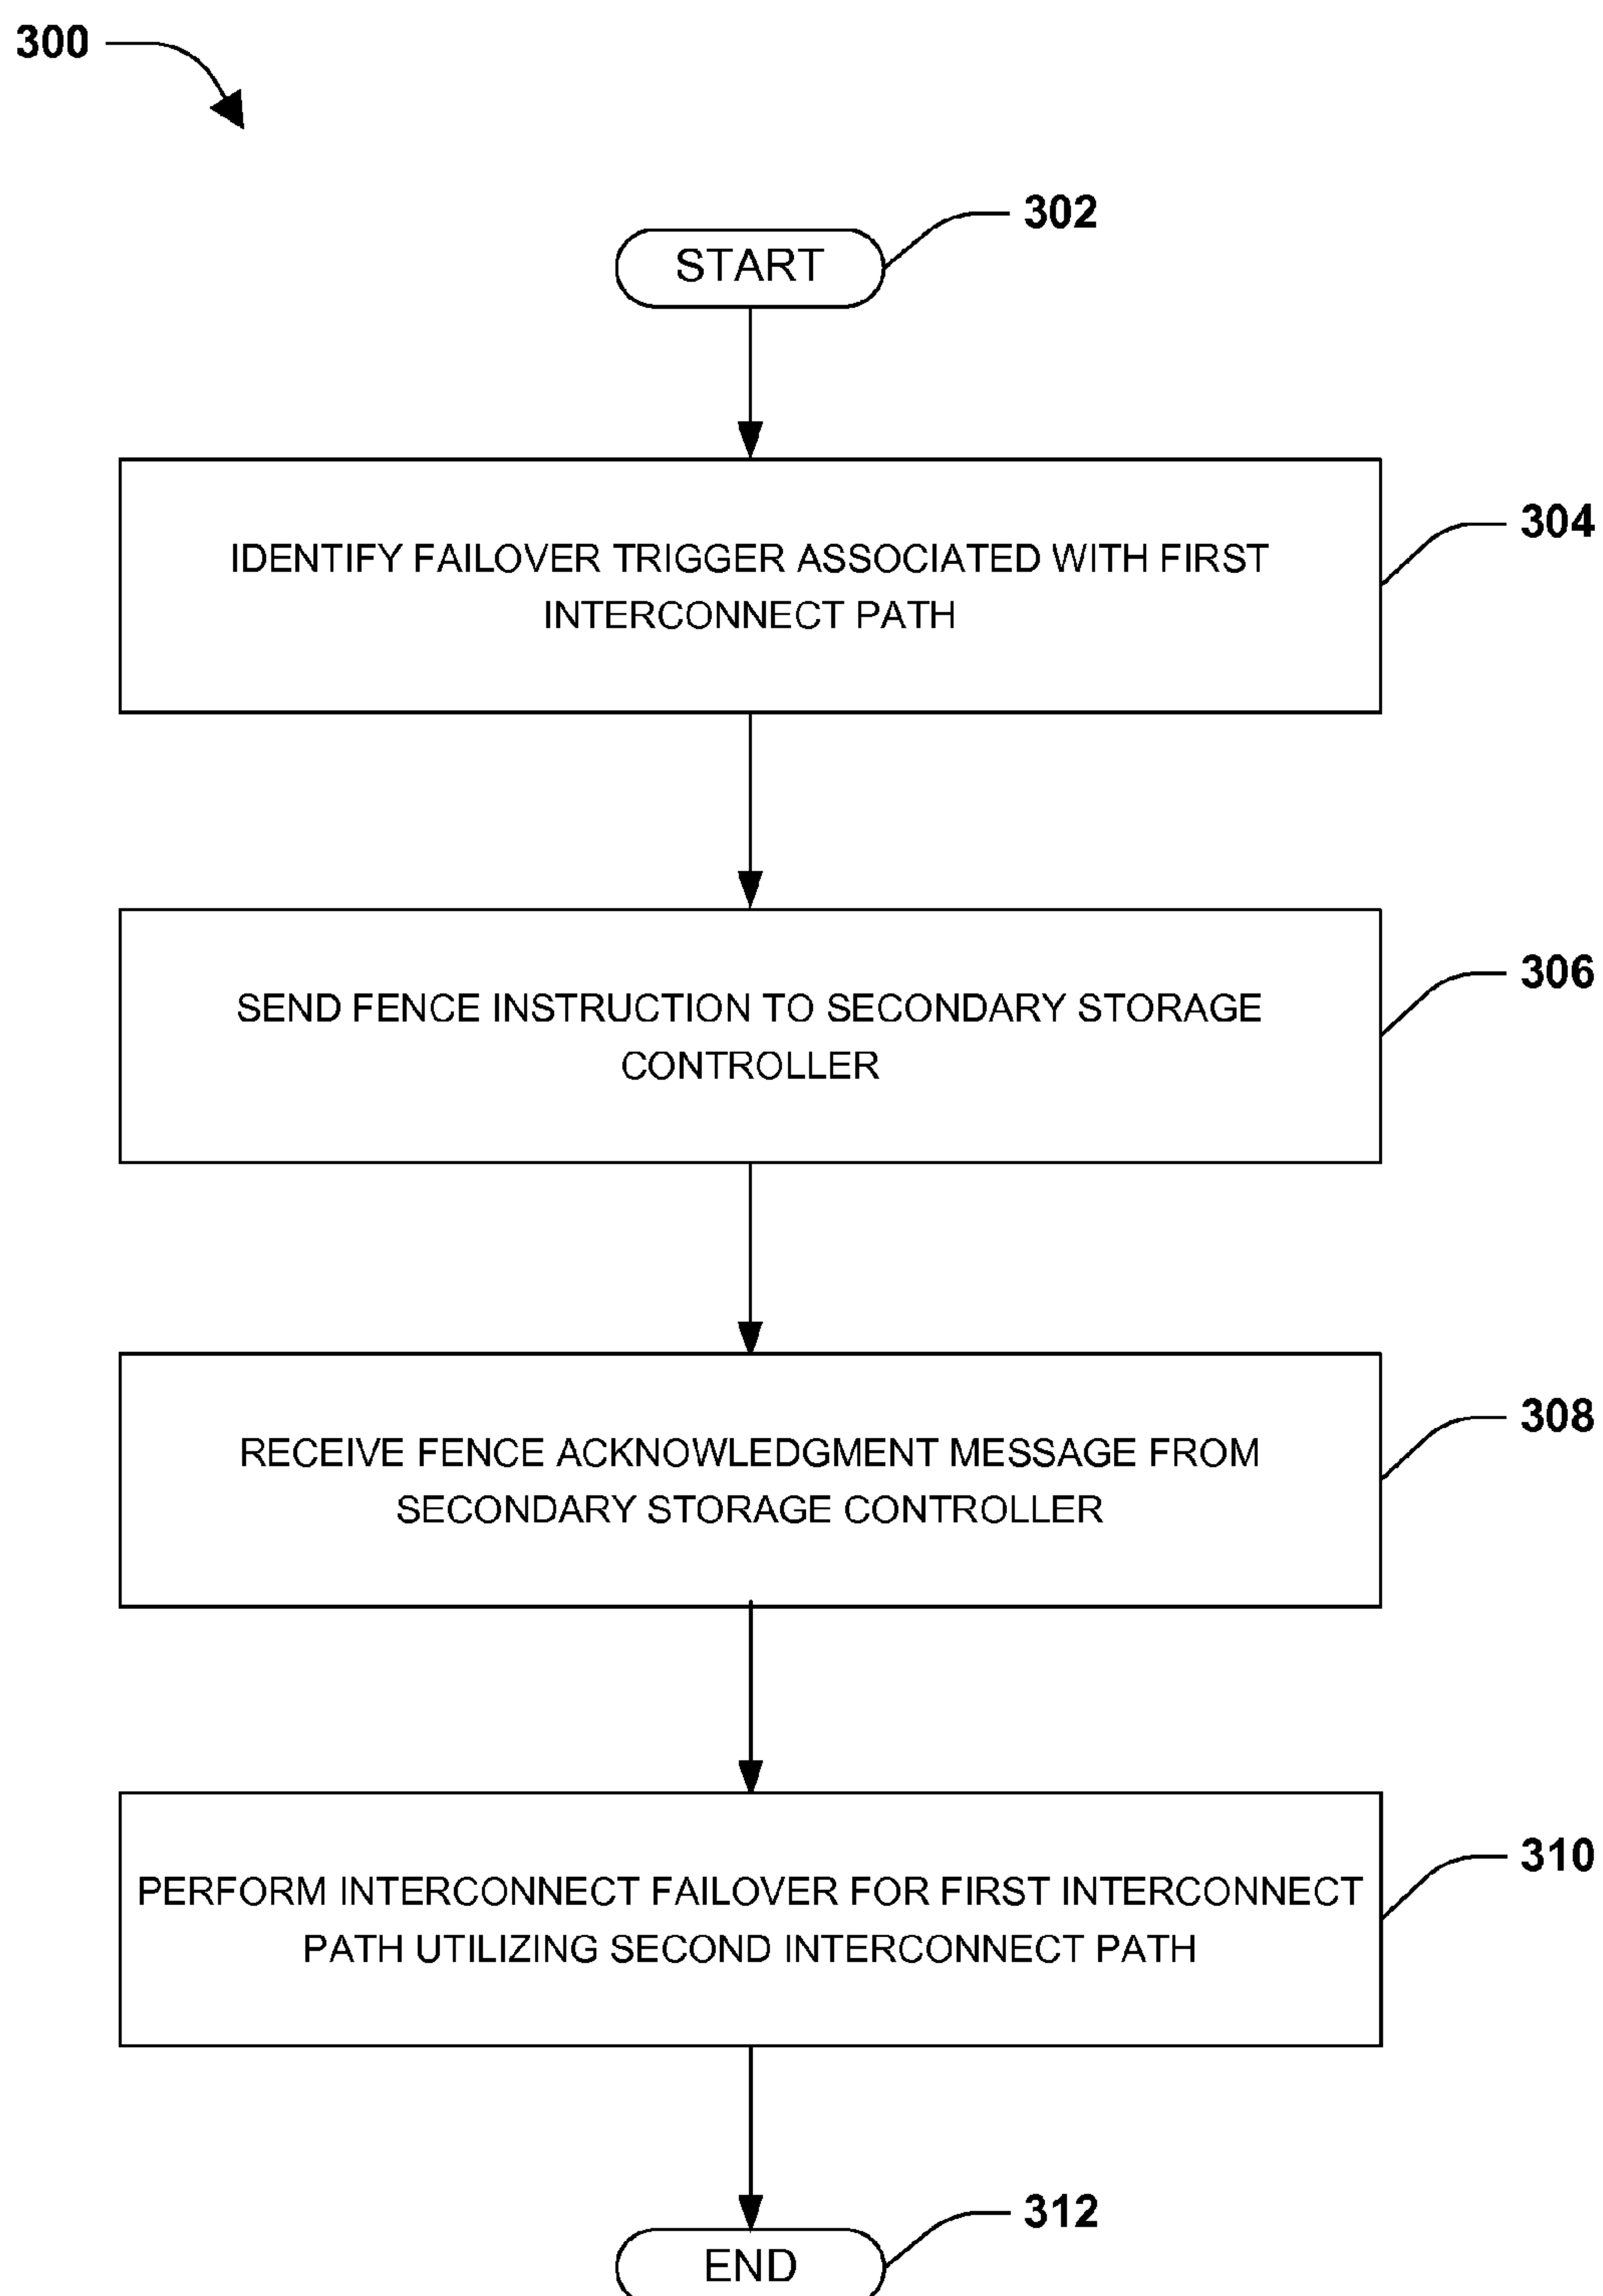 300
302
START
304
IDENTIFY FAILOVER TRIGGER ASSOCIATED WITH FIRST
INTERCONNECT PATH
306
SEND FENCE INSTRUCTION TO SECONDARY STORAGE
CONTROLLER
308
RECEIVE FENCE ACKNOWLEDGMENT MESSAGE FROM
SECONDARY STORAGE CONTROLLER
310
PERFORM INTERCONNECT FAILOVER FOR FIRST INTERCONNECT
PATH UTILIZING SECOND INTERCONNECT PATH
312
END